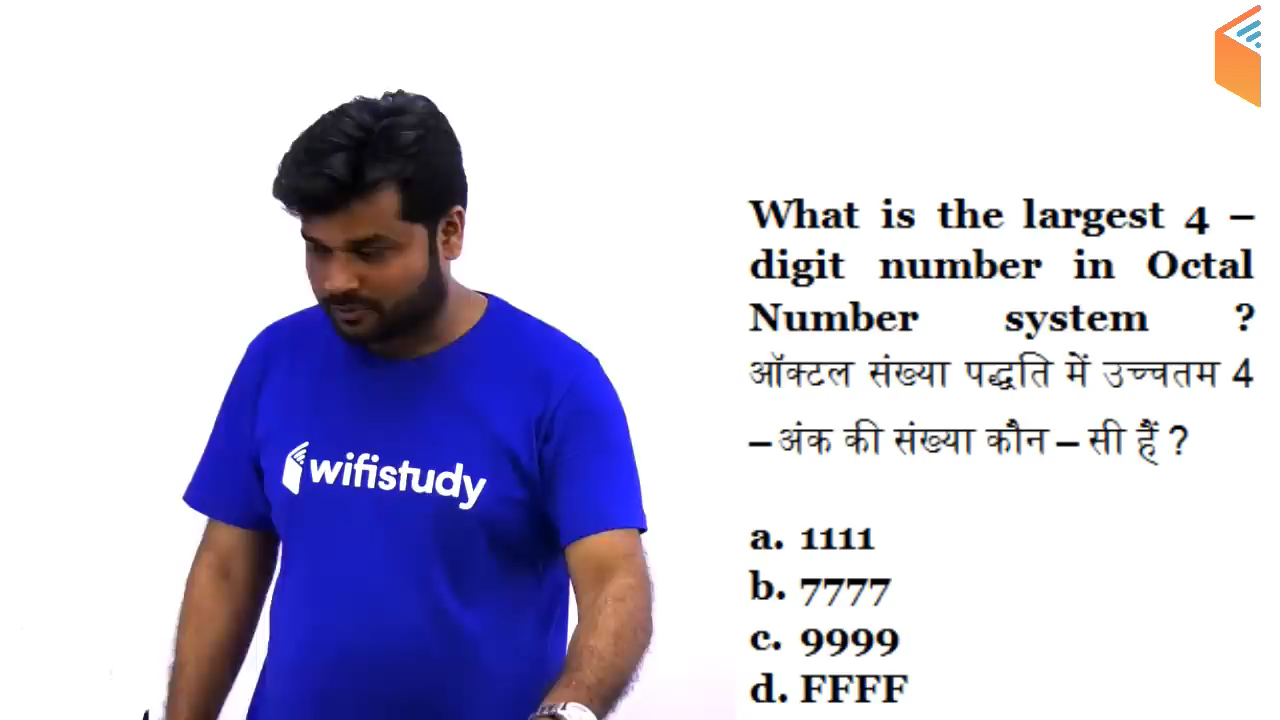 wifistudy
What is the largest 4 –
digit number in Octal
Number system ?
ऑक्टल संख्या पद्धति में उच्चतम 4
– अंक की संख्या कौन – सी हैं ?
a. 1111
b. 7777
c. 9999
d. FFFF